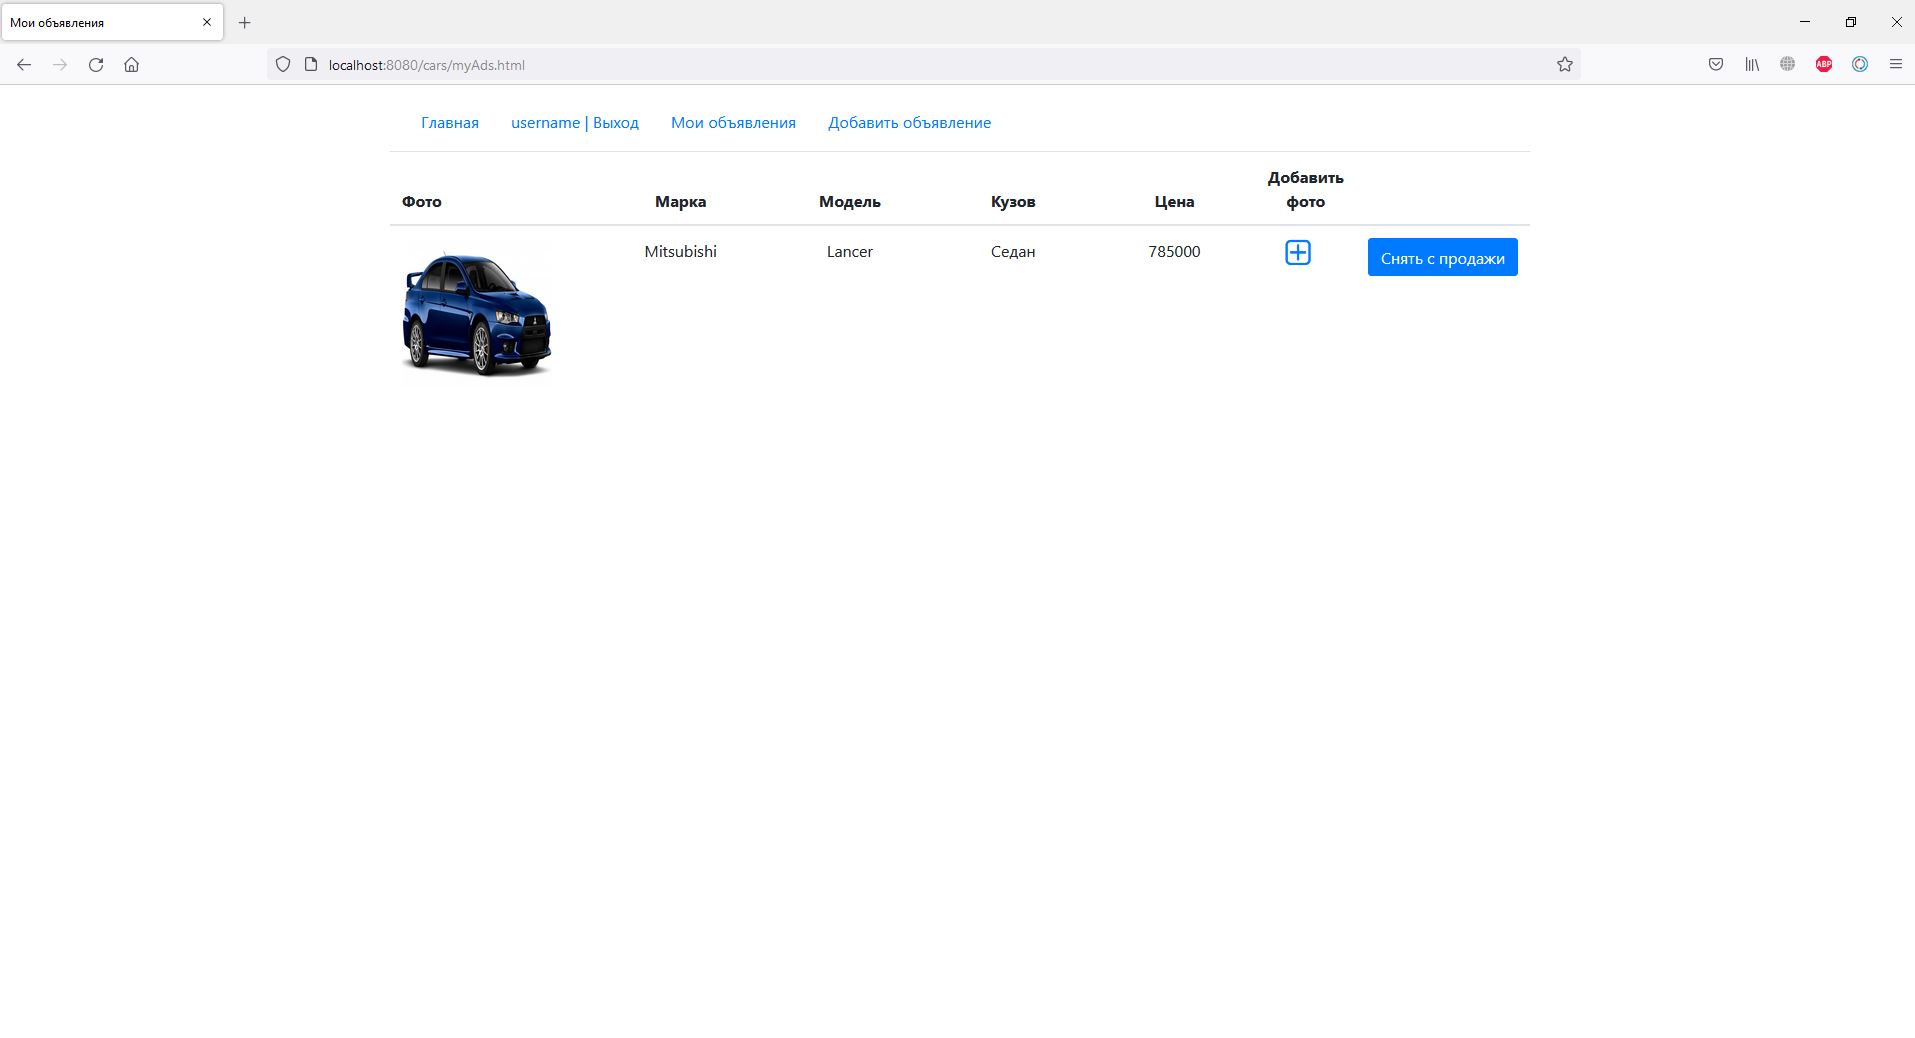 Мои объявления
localhost:8080/cars/myAds.html
ABP
Главная username | Выход Мои объявления Добавить объявление
Фото Марка Модель Кузов Цена Добавить фото
Mitsubishi Lancer Седан 785000 Снять с продажи